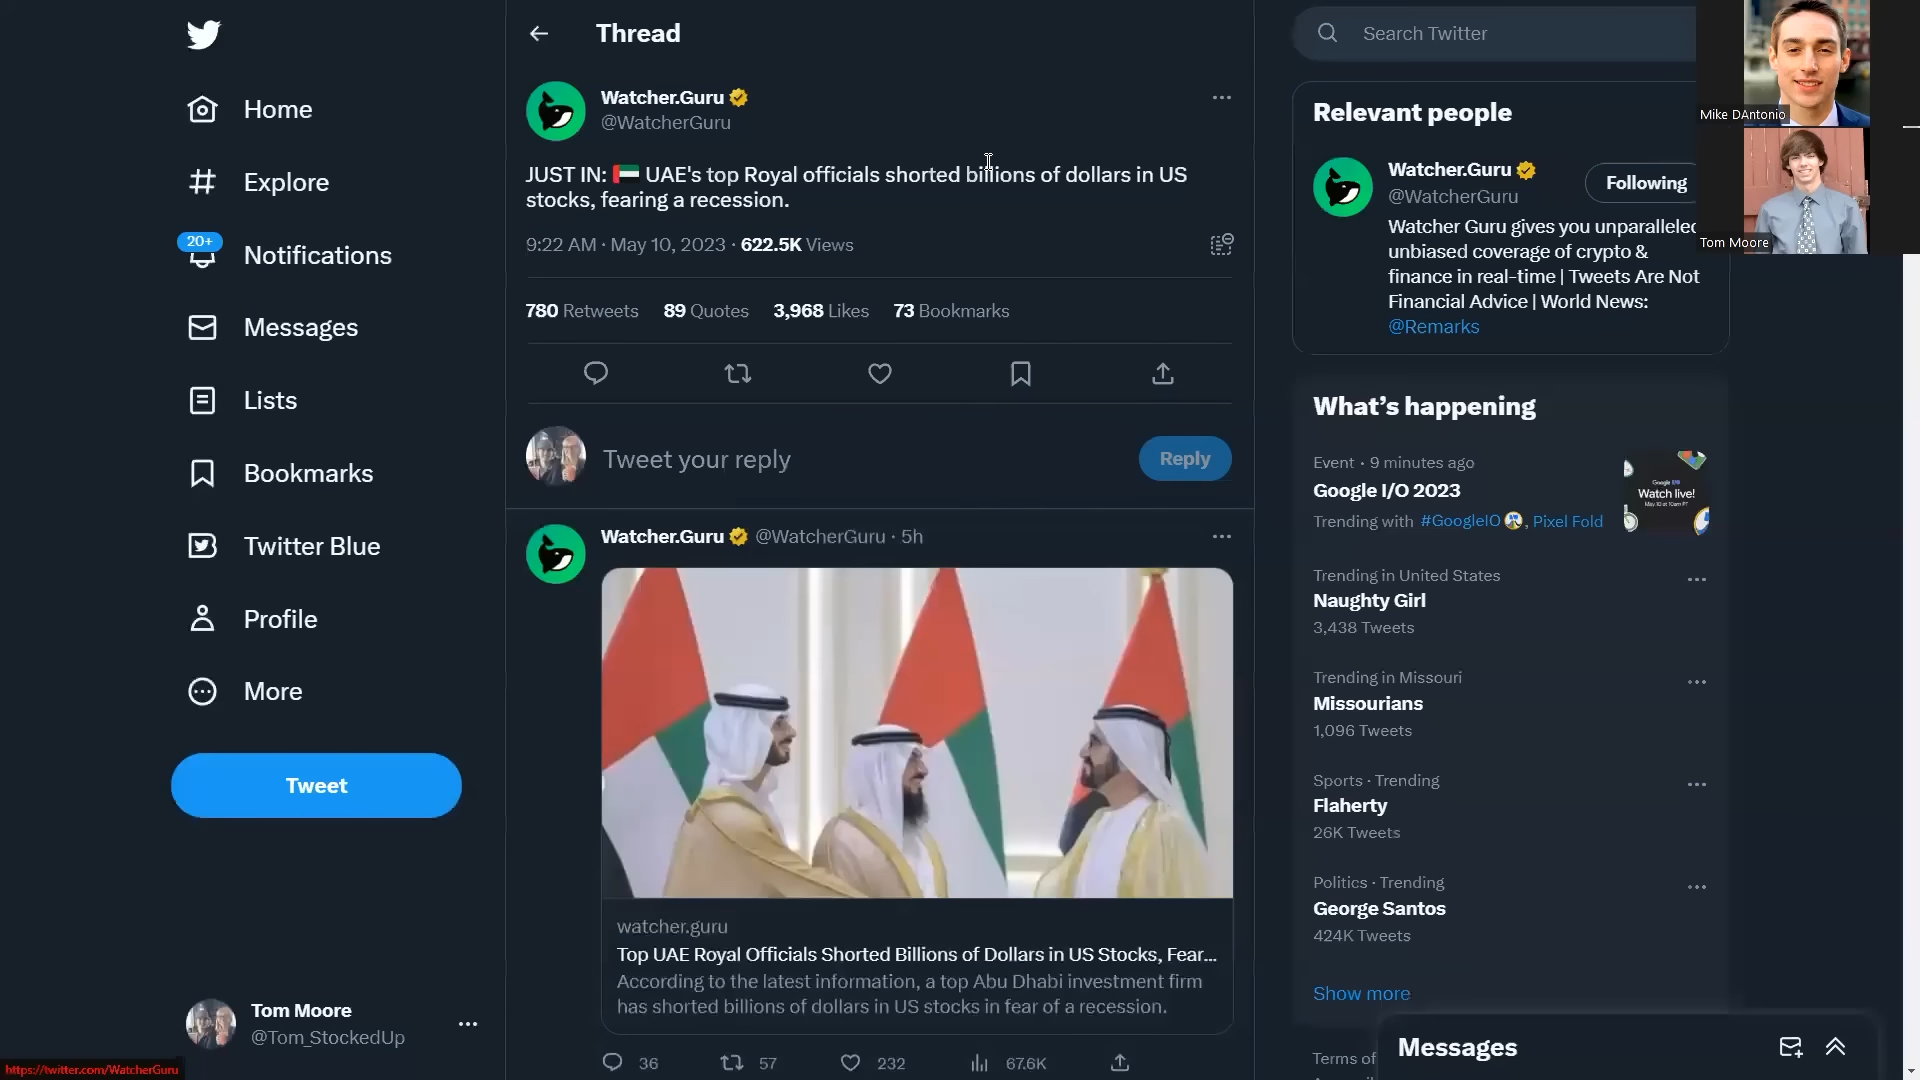 Home
Explore
20+
Notifications
Messages
Lists
Bookmarks
Twitter Blue
Profile
More
Tweet
Tom Moore
@Tom_StockedUp
https://twitter.com/WatcherGuru
Thread
Watcher.Guru
@WatcherGuru
JUST IN: 🇦🇪 UAE's top Royal officials shorted billions of dollars in US
stocks, fearing a recession.
9:22 AM · May 10, 2023 · 622.5K Views
780 Retweets 89 Quotes 3,968 Likes 73 Bookmarks
Tweet your reply
Reply
Watcher.Guru @WatcherGuru · 5h
watcher.guru
Top UAE Royal Officials Shorted Billions of Dollars in US Stocks, Fear...
According to the latest information, a top Abu Dhabi investment firm
has shorted billions of dollars in US stocks in fear of a recession.
36 57 232 67.6K
Search Twitter
Relevant people
Watcher.Guru
@WatcherGuru
Following
Watcher Guru gives you unparalleled
unbiased coverage of crypto &
finance in real-time | Tweets Are Not
Financial Advice | World News:
@Remarks
What's happening
Event · 9 minutes ago
Google I/O 2023
Trending with #GoogleIO, Pixel Fold
Google I/O
Watch live!
May 10 at 10am PT
Trending in United States
Naughty Girl
3,438 Tweets
Trending in Missouri
Missourians
1,096 Tweets
Sports · Trending
Flaherty
26K Tweets
Politics · Trending
George Santos
424K Tweets
Show more
Terms of
Messages
Mike DAntonio
Tom Moore